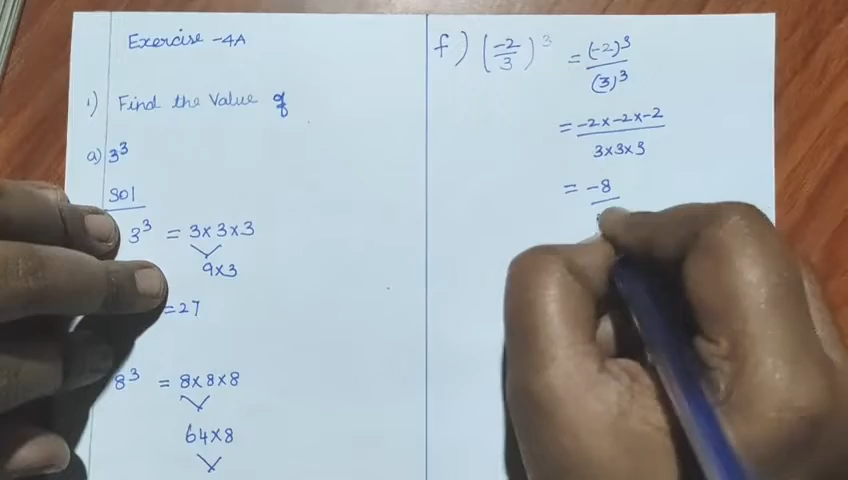 Exercise -4A
1) Find the Value of
a) 3³
Sol
3³ = 3×3×3
9×3
=27
8³ = 8×8×8
64×8
f) (-2/3)³ = (-2)³/(3)³
= -2×-2×-2/3×3×3
= -8